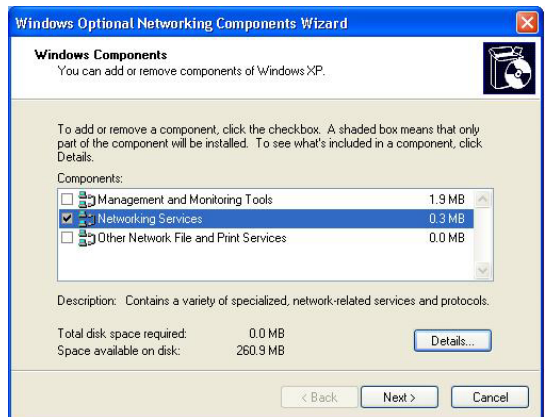 Windows Optional Networking Components Wizard
Windows Components
You can add or remove components of Windows XP.
To add or remove a component, click the checkbox. A shaded box means that only
part of the component will be installed. To see what's included in a component, click
Details.
Components:
Management and Monitoring Tools 1.9 MB
Networking Services 0.3 MB
Other Network File and Print Services 0.0 MB
Description: Contains a variety of specialized, network-related services and protocols.
Total disk space required: 0.0 MB
Space available on disk: 260.9 MB
Details...
< Back Next > Cancel